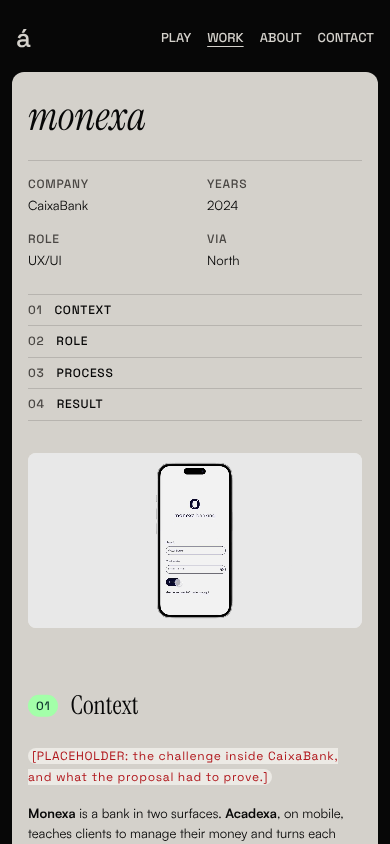 á
PLAY WORK ABOUT CONTACT
monexa
COMPANY YEARS
CaixaBank 2024
ROLE VIA
UX/UI North
01 CONTEXT
02 ROLE
03 PROCESS
04 RESULT
01 Context
[PLACEHOLDER: the challenge inside CaixaBank,
and what the proposal had to prove.]
Monexa is a bank in two surfaces. Acadexa, on mobile,
teaches clients to manage their money and turns each